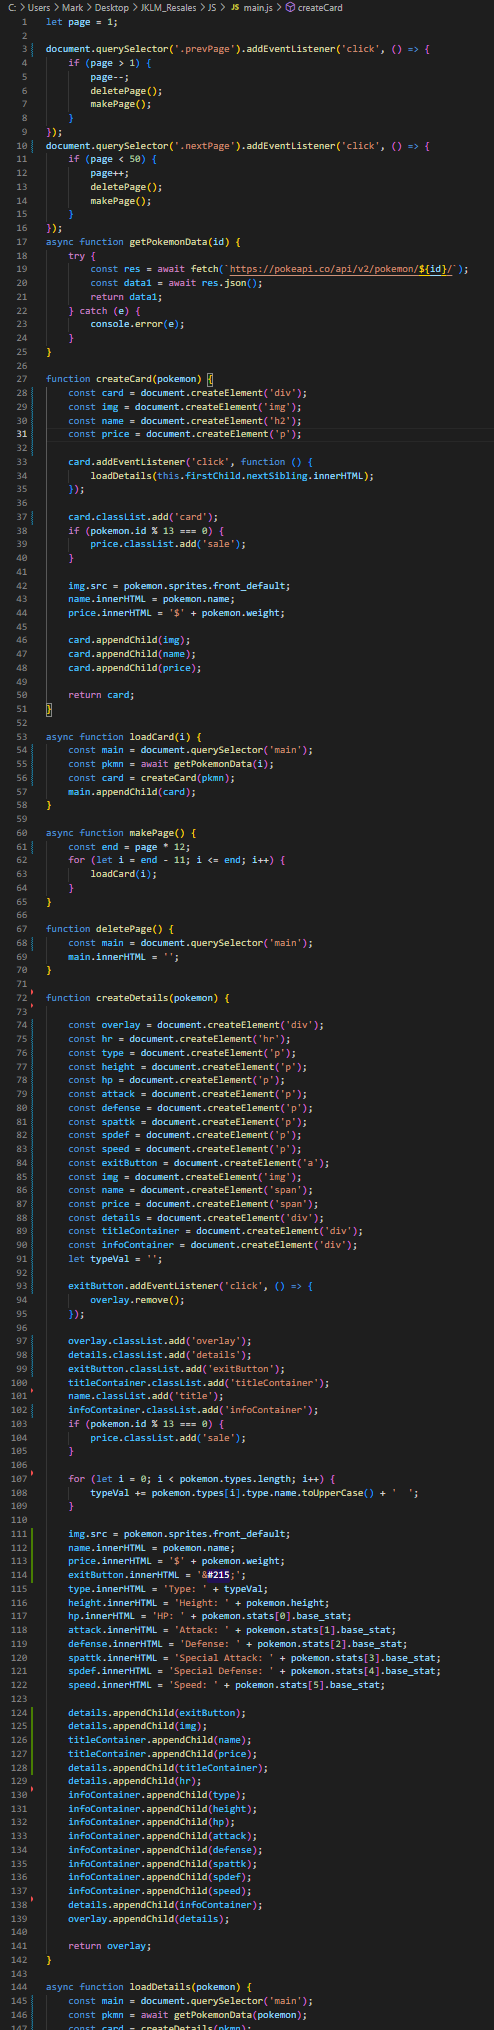 C: > Users > Mark > Desktop > JKLM_Resales > JS > JS main.js > createCard
1 let page = 1;
2
3 document.querySelector('.prevPage').addEventListener('click', () => {
4     if (page > 1) {
5         page--;
6         deletePage();
7         makePage();
8     }
9 });
10 document.querySelector('.nextPage').addEventListener('click', () => {
11     if (page < 50) {
12         page++;
13         deletePage();
14         makePage();
15     }
16 });
17 async function getPokemonData(id) {
18     try {
19         const res = await fetch(`https://pokeapi.co/api/v2/pokemon/${id}/`);
20         const data1 = await res.json();
21         return data1;
22     } catch (e) {
23         console.error(e);
24     }
25 }
26
27 function createCard(pokemon) {
28     const card = document.createElement('div');
29     const img = document.createElement('img');
30     const name = document.createElement('h2');
31     const price = document.createElement('p');
32
33     card.addEventListener('click', function () {
34         loadDetails(this.firstChild.nextSibling.innerHTML);
35     });
36
37     card.classList.add('card');
38     if (pokemon.id % 13 === 0) {
39         price.classList.add('sale');
40     }
41
42     img.src = pokemon.sprites.front_default;
43     name.innerHTML = pokemon.name;
44     price.innerHTML = '$' + pokemon.weight;
45
46     card.appendChild(img);
47     card.appendChild(name);
48     card.appendChild(price);
49
50     return card;
51 }
52
53 async function loadCard(i) {
54     const main = document.querySelector('main');
55     const pkmn = await getPokemonData(i);
56     const card = createCard(pkmn);
57     main.appendChild(card);
58 }
59
60 async function makePage() {
61     const end = page * 12;
62     for (let i = end - 11; i <= end; i++) {
63         loadCard(i);
64     }
65 }
66
67 function deletePage() {
68     const main = document.querySelector('main');
69     main.innerHTML = '';
70 }
71
72 function createDetails(pokemon) {
73
74     const overlay = document.createElement('div');
75     const hr = document.createElement('hr');
76     const type = document.createElement('p');
77     const height = document.createElement('p');
78     const hp = document.createElement('p');
79     const attack = document.createElement('p');
80     const defense = document.createElement('p');
81     const spattk = document.createElement('p');
82     const spdef = document.createElement('p');
83     const speed = document.createElement('p');
84     const exitButton = document.createElement('a');
85     const img = document.createElement('img');
86     const name = document.createElement('span');
87     const price = document.createElement('span');
88     const details = document.createElement('div');
89     const titleContainer = document.createElement('div');
90     const infoContainer = document.createElement('div');
91     let typeVal = '';
92
93     exitButton.addEventListener('click', () => {
94         overlay.remove();
95     });
96
97     overlay.classList.add('overlay');
98     details.classList.add('details');
99     exitButton.classList.add('exitButton');
100     titleContainer.classList.add('titleContainer');
101     name.classList.add('title');
102     infoContainer.classList.add('infoContainer');
103     if (pokemon.id % 13 === 0) {
104         price.classList.add('sale');
105     }
106
107     for (let i = 0; i < pokemon.types.length; i++) {
108         typeVal += pokemon.types[i].type.name.toUpperCase() + '  ';
109     }
110
111     img.src = pokemon.sprites.front_default;
112     name.innerHTML = pokemon.name;
113     price.innerHTML = '$' + pokemon.weight;
114     exitButton.innerHTML = '&#215;';
115     type.innerHTML = 'Type: ' + typeVal;
116     height.innerHTML = 'Height: ' + pokemon.height;
117     hp.innerHTML = 'HP: ' + pokemon.stats[0].base_stat;
118     attack.innerHTML = 'Attack: ' + pokemon.stats[1].base_stat;
119     defense.innerHTML = 'Defense: ' + pokemon.stats[2].base_stat;
120     spattk.innerHTML = 'Special Attack: ' + pokemon.stats[3].base_stat;
121     spdef.innerHTML = 'Special Defense: ' + pokemon.stats[4].base_stat;
122     speed.innerHTML = 'Speed: ' + pokemon.stats[5].base_stat;
123
124     details.appendChild(exitButton);
125     details.appendChild(img);
126     titleContainer.appendChild(name);
127     titleContainer.appendChild(price);
128     details.appendChild(titleContainer);
129     details.appendChild(hr);
130     infoContainer.appendChild(type);
131     infoContainer.appendChild(height);
132     infoContainer.appendChild(hp);
133     infoContainer.appendChild(attack);
134     infoContainer.appendChild(defense);
135     infoContainer.appendChild(spattk);
136     infoContainer.appendChild(spdef);
137     infoContainer.appendChild(speed);
138     details.appendChild(infoContainer);
139     overlay.appendChild(details);
140
141     return overlay;
142 }
143
144 async function loadDetails(pokemon) {
145     const main = document.querySelector('main');
146     const pkmn = await getPokemonData(pokemon);
147     const card = createDetails(pkmn);